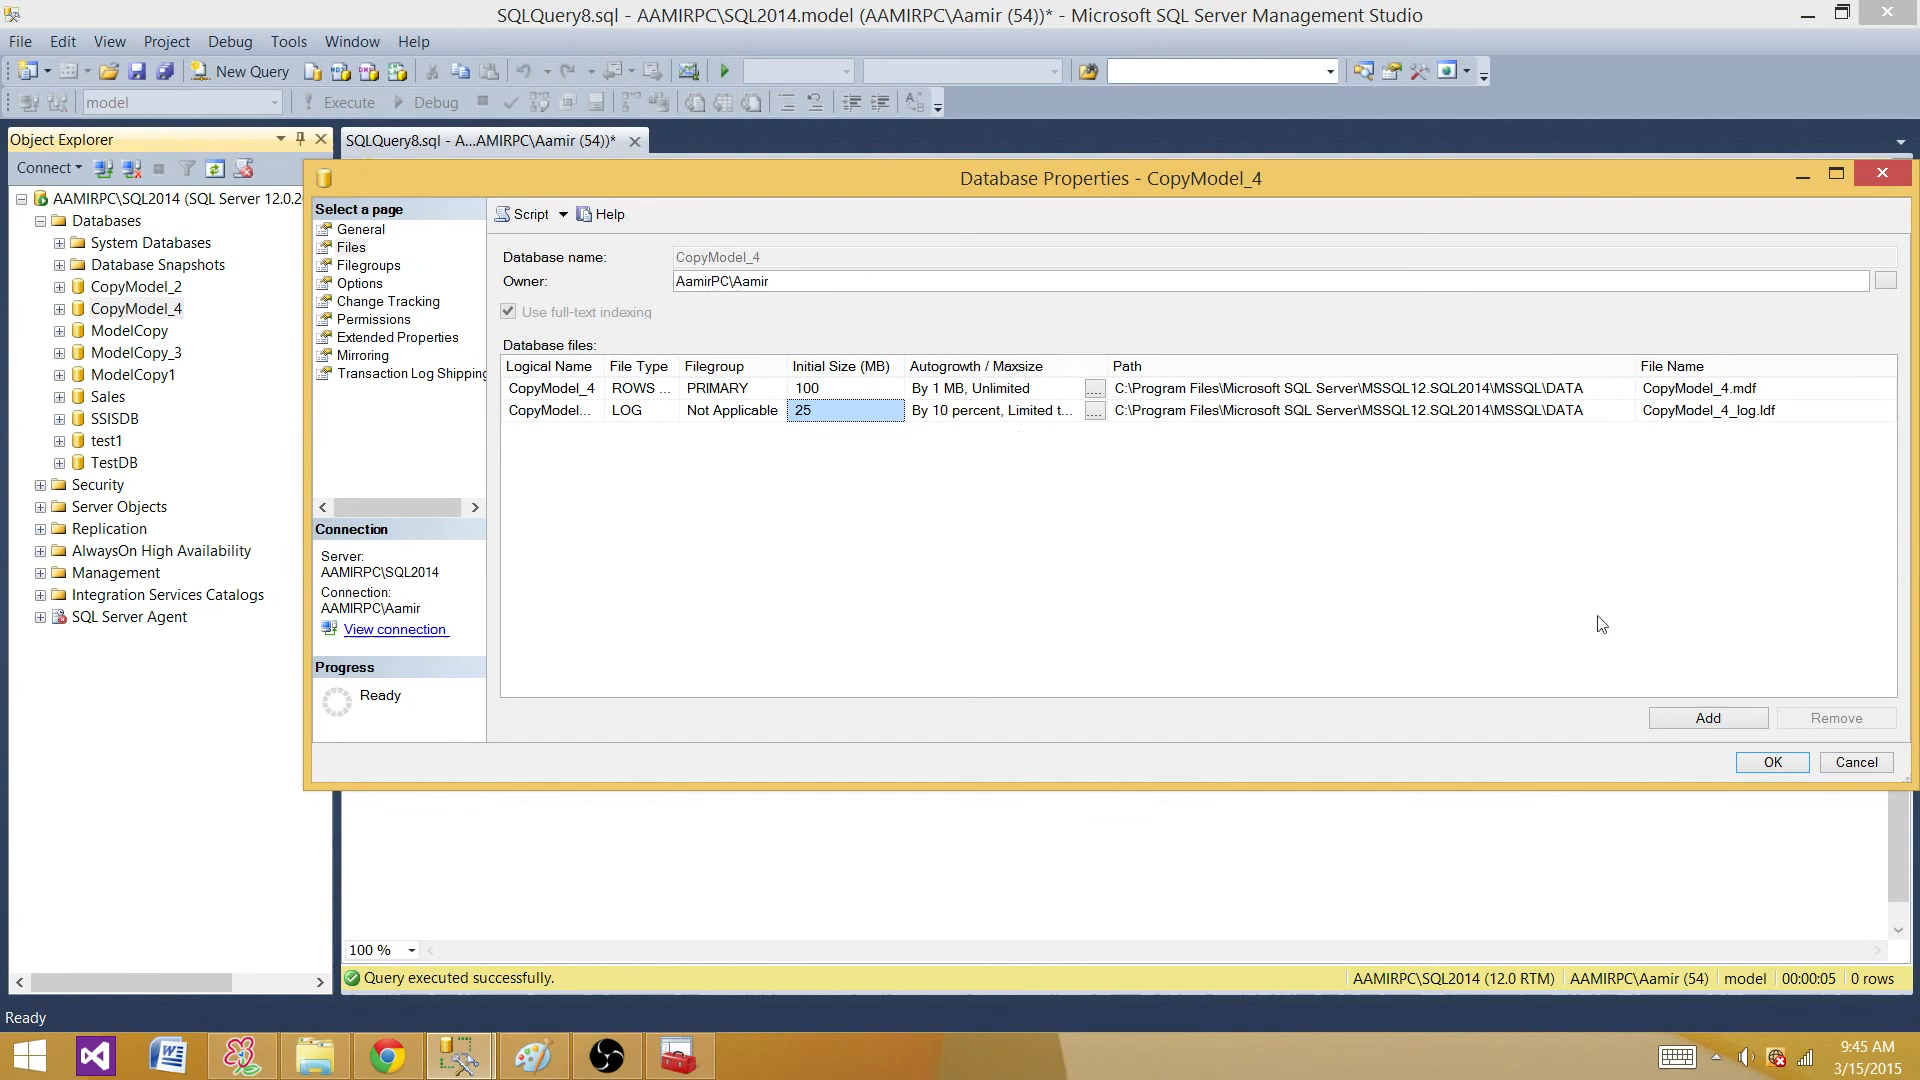 SQLQuery8.sql - AAMIRPC\SQL2014.model (AAMIRPC\Aamir (54))* - Microsoft SQL Server Management Studio
File Edit View Project Debug Tools Window Help
New Query
model Execute Debug
Object Explorer
SQLQuery8.sql - A...AMIRPC\Aamir (54))*
Connect
AAMIRPC\SQL2014 (SQL Server 12.0.20
Databases
System Databases
Database Snapshots
CopyModel_2
CopyModel_4
ModelCopy
ModelCopy_3
ModelCopy1
Sales
SSISDB
test1
TestDB
Security
Server Objects
Replication
AlwaysOn High Availability
Management
Integration Services Catalogs
SQL Server Agent
Database Properties - CopyModel_4
Select a page
General
Files
Filegroups
Options
Change Tracking
Permissions
Extended Properties
Mirroring
Transaction Log Shipping
Connection
Server:
AAMIRPC\SQL2014
Connection:
AAMIRPC\Aamir
View connection
Progress
Ready
Script Help
Database name: CopyModel_4
Owner: AamirPC\Aamir
Use full-text indexing
Database files:
Logical Name File Type Filegroup Initial Size (MB) Autogrowth / Maxsize Path File Name
CopyModel_4 ROWS ... PRIMARY 100 By 1 MB, Unlimited .... C:\Program Files\Microsoft SQL Server\MSSQL12.SQL2014\MSSQL\DATA CopyModel_4.mdf
CopyModel... LOG Not Applicable 25 By 10 percent, Limited t... .... C:\Program Files\Microsoft SQL Server\MSSQL12.SQL2014\MSSQL\DATA CopyModel_4_log.ldf
Add Remove
OK Cancel
100 %
Query executed successfully. AAMIRPC\SQL2014 (12.0 RTM) AAMIRPC\Aamir (54) model 00:00:05 0 rows
Ready
9:45 AM
3/15/2015